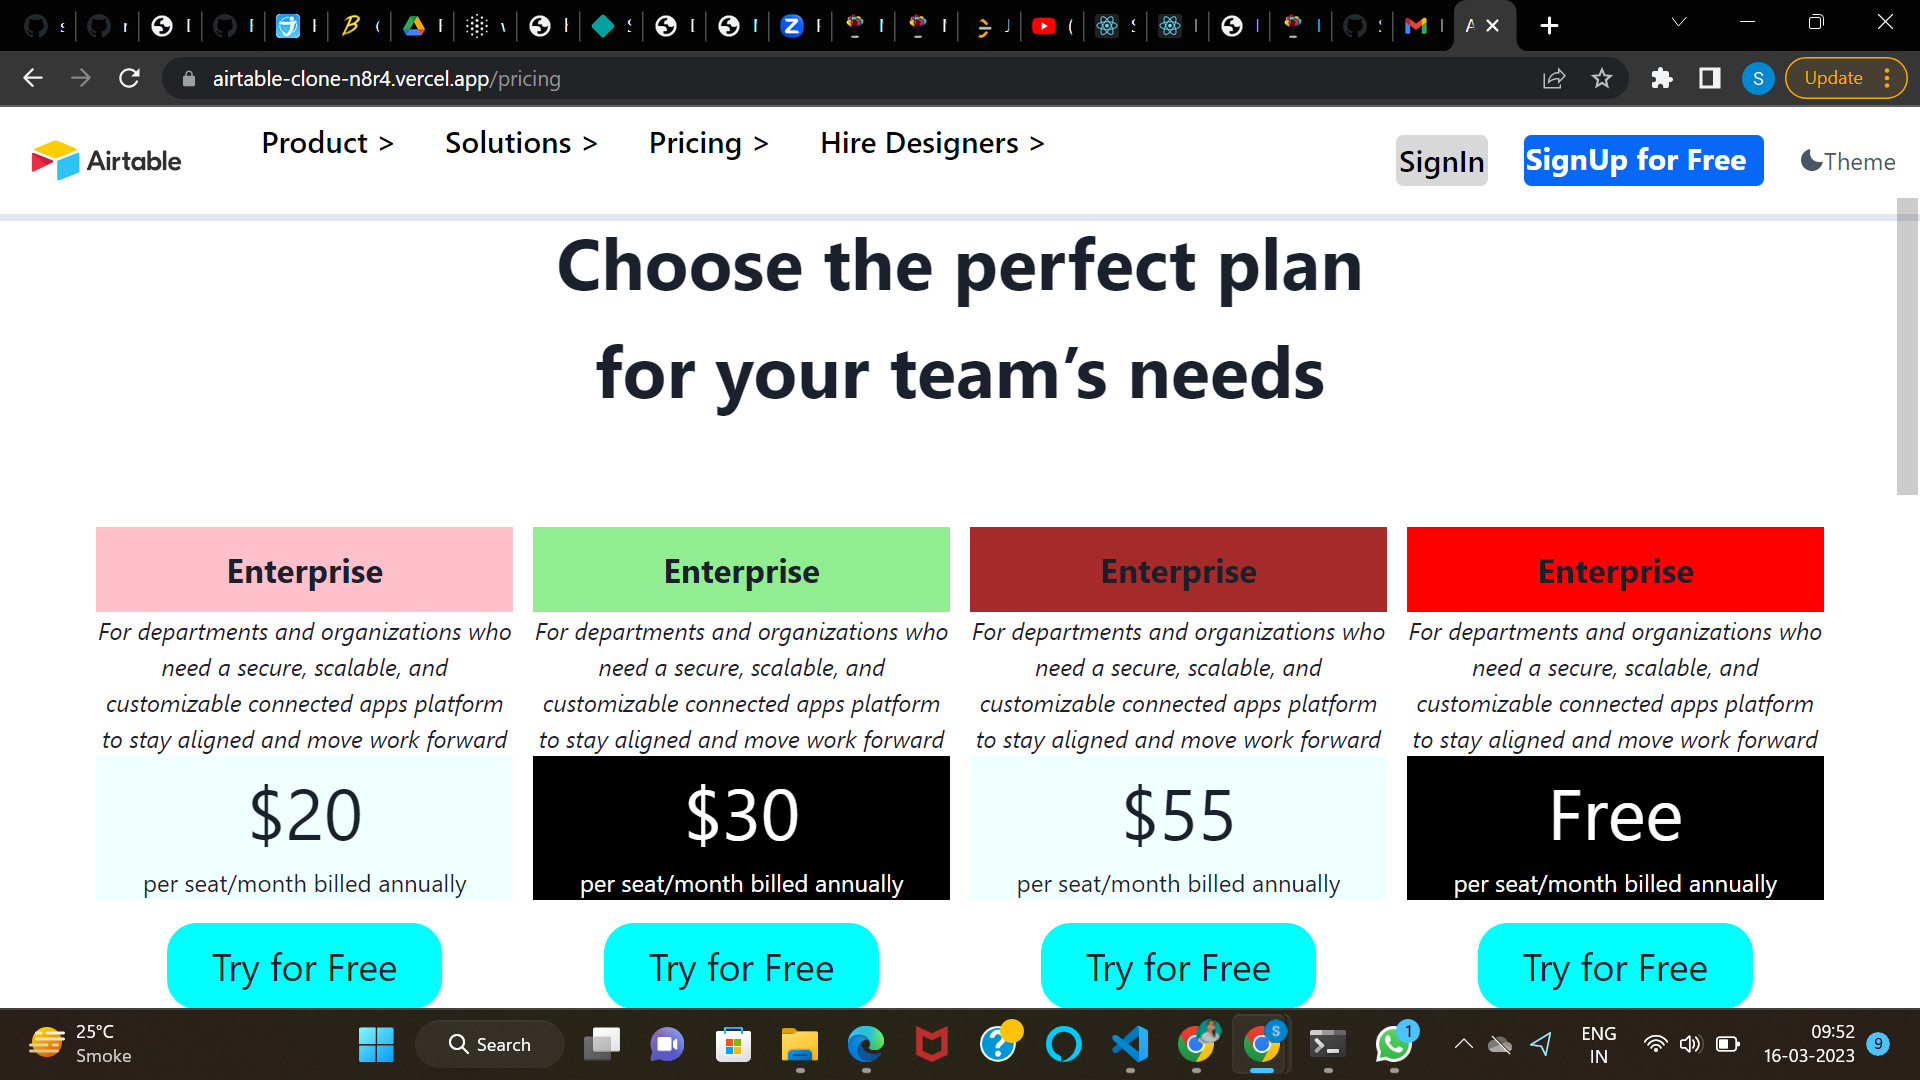 airtable-clone-n8r4.vercel.app/pricing
S
Update
Airtable
Product >
Solutions >
Pricing >
Hire Designers >
SignIn
SignUp for Free
Theme
Choose the perfect plan
for your team’s needs
Enterprise
For departments and organizations who
need a secure, scalable, and
customizable connected apps platform
to stay aligned and move work forward
$20
per seat/month billed annually
Try for Free
Enterprise
For departments and organizations who
need a secure, scalable, and
customizable connected apps platform
to stay aligned and move work forward
$30
per seat/month billed annually
Try for Free
Enterprise
For departments and organizations who
need a secure, scalable, and
customizable connected apps platform
to stay aligned and move work forward
$55
per seat/month billed annually
Try for Free
Enterprise
For departments and organizations who
need a secure, scalable, and
customizable connected apps platform
to stay aligned and move work forward
Free
per seat/month billed annually
Try for Free
25°C
Smoke
Search
S
1
ENG
IN
09:52
16-03-2023
9